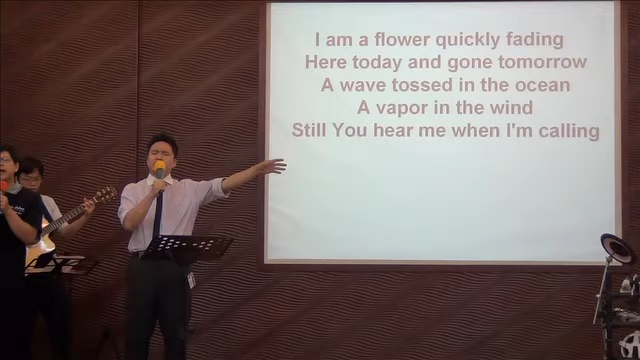 I am a flower quickly fading
Here today and gone tomorrow
A wave tossed in the ocean
A vapor in the wind
Still You hear me when I'm calling